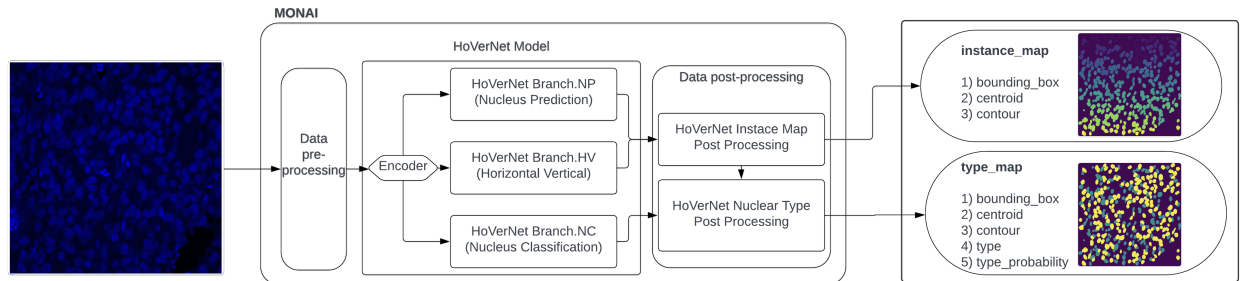 MONAI
HoVerNet Model
Data
pre-
processing
Encoder
HoVerNet Branch.NP
(Nucleus Prediction)
HoVerNet Branch.HV
(Horizontal Vertical)
HoVerNet Branch.NC
(Nucleus Classification)
Data post-processing
HoVerNet Instace Map
Post Processing
HoVerNet Nuclear Type
Post Processing
instance_map
1) bounding_box
2) centroid
3) contour
type_map
1) bounding_box
2) centroid
3) contour
4) type
5) type_probability